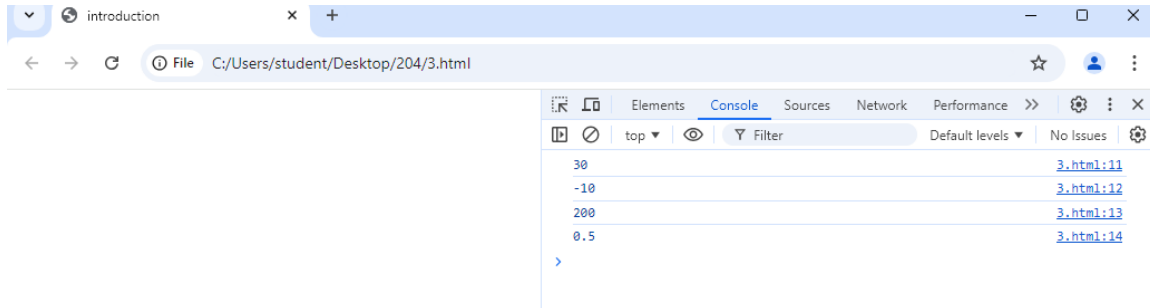 introduction
File C:/Users/student/Desktop/204/3.html
Elements Console Sources Network Performance
top Filter Default levels No Issues
30 3.html:11
-10 3.html:12
200 3.html:13
0.5 3.html:14